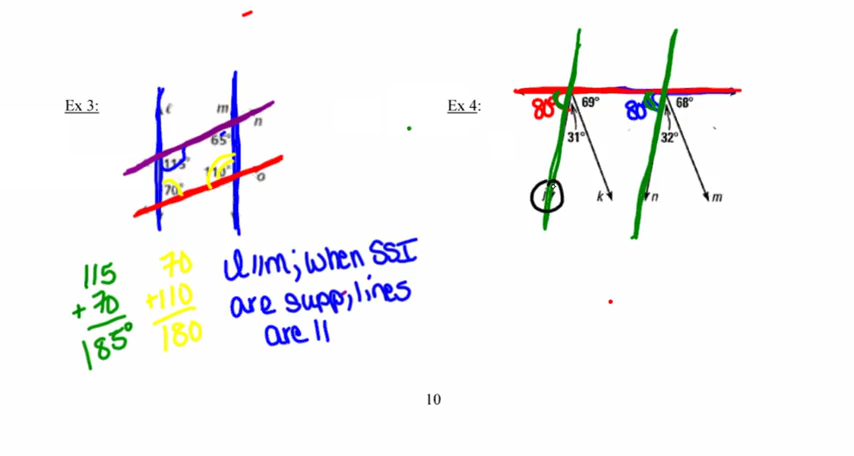 Ex 3:
ℓ
m
n
65°
115°
110°
70°
o
115
+ 70
185°
70
+110
180
ℓ//m; when SSI
are supp, lines
are //
Ex 4:
80°
69°
80°
68°
31°
32°
k
n
m
10